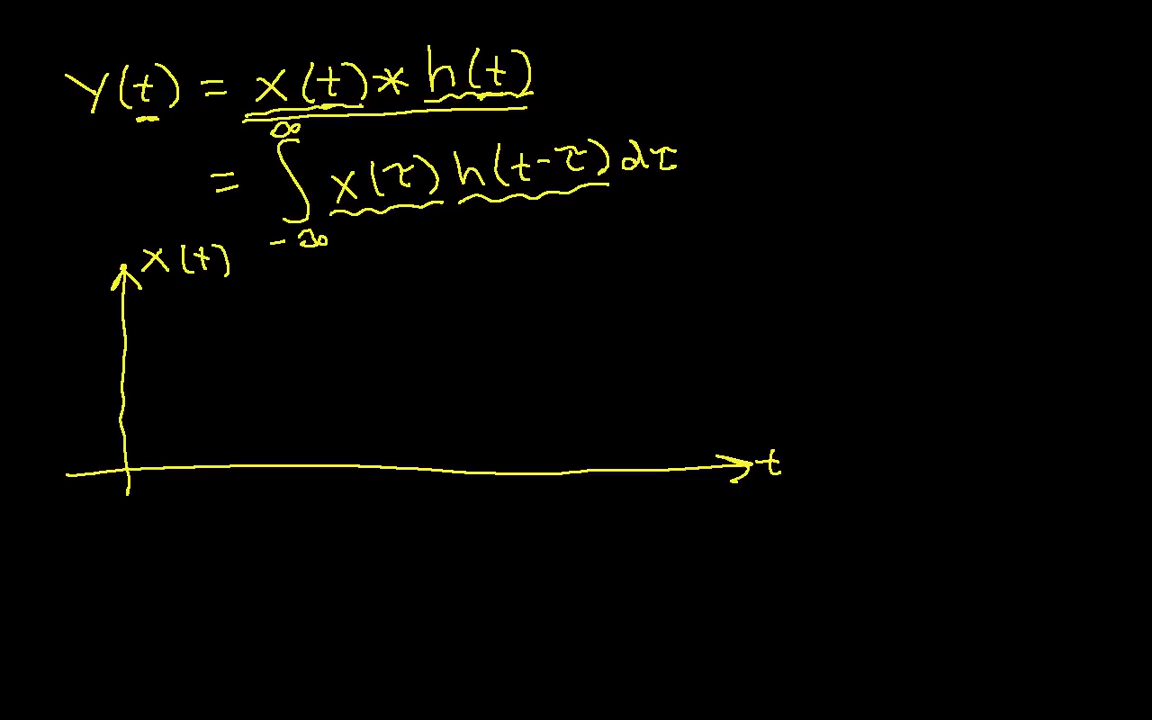 y(t) = x(t) * h(t)
= ∫_{-∞}^{∞} x(τ) h(t-τ) dτ
x(t)
t